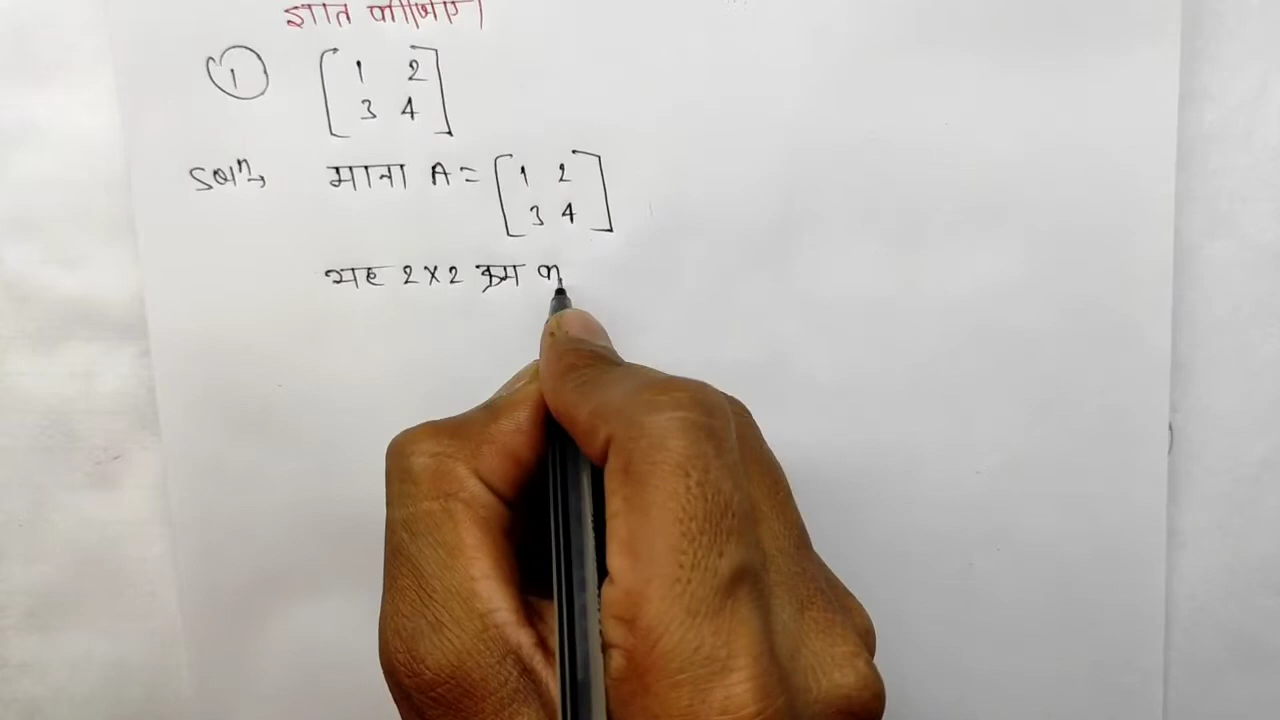 ज्ञात कीजिए।
① [1 2
3 4]
Solⁿ→ माना A = [1 2
3 4]
यह 2×2 क्रम